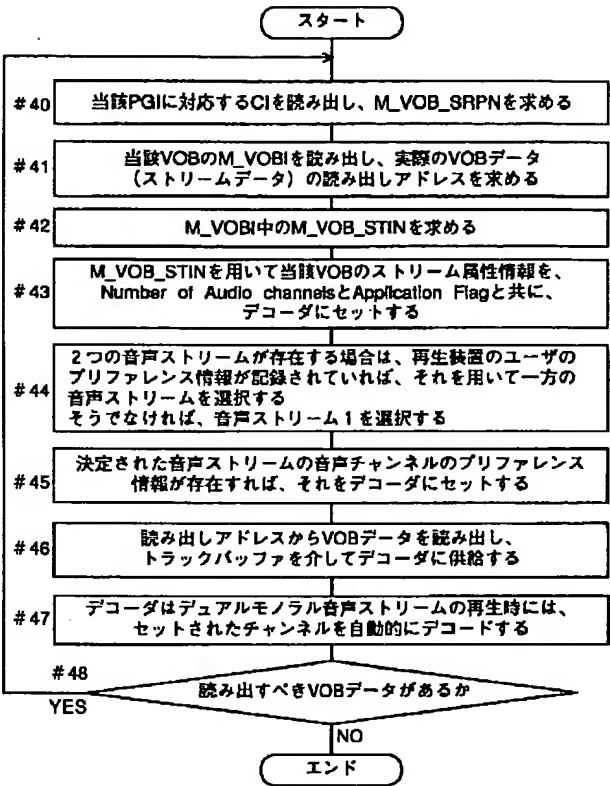 スタート
#40
当該PGIに対応するCIを読み出し、M_VOB_SRPNを求める
#41
当該VOBのM_VOBIを読み出し、実際のVOBデータ
(ストリームデータ)の読み出しアドレスを求める
#42
M_VOBI中のM_VOB_STINを求める
#43
M_VOB_STINを用いて当該VOBのストリーム属性情報を、
Number of Audio channelsとApplication Flagと共に、
デコーダにセットする
#44
2つの音声ストリームが存在する場合は、再生装置のユーザの
プリファレンス情報が記録されていれば、それを用いて一方の
音声ストリームを選択する
そうでなければ、音声ストリーム1を選択する
#45
決定された音声ストリームの音声チャンネルのプリファレンス
情報が存在すれば、それをデコーダにセットする
#46
読み出しアドレスからVOBデータを読み出し、
トラックバッファを介してデコーダに供給する
#47
デコーダはデュアルモノラル音声ストリームの再生時には、
セットされたチャンネルを自動的にデコードする
#48
読み出すべきVOBデータがあるか
YES
NO
エンド